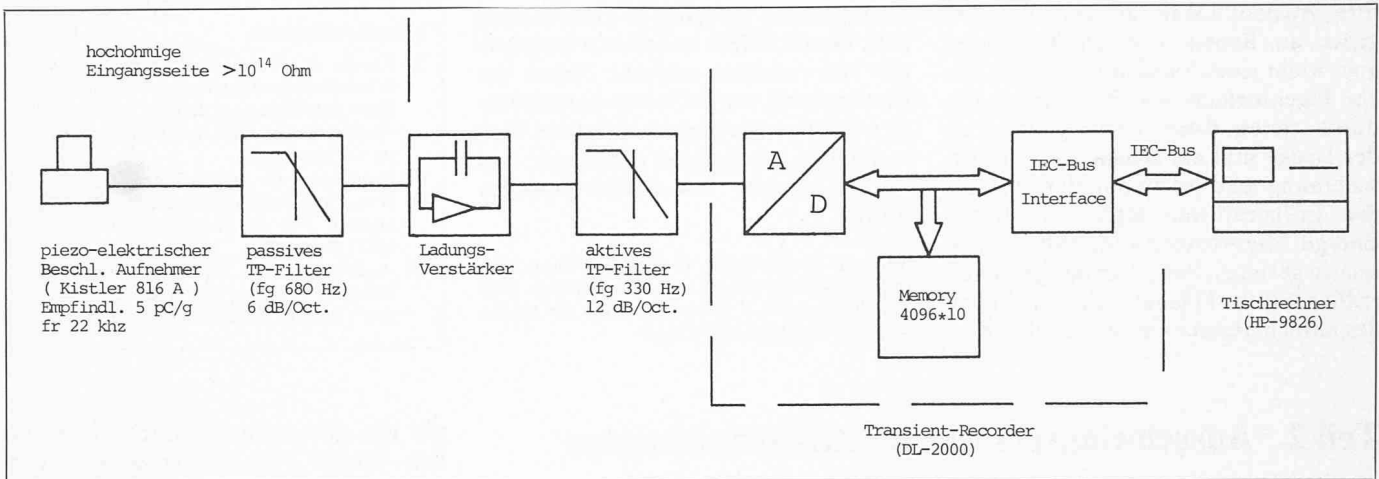 hochohmige
Eingangsseite >10¹⁴ Ohm
piezo-elektrischer
Beschl. Aufnehmer
( Kistler 816 A )
Empfindl. 5 pC/g
fr 22 khz
passives
TP-Filter
(fg 680 Hz)
6 dB/Oct.
Ladungs-
Verstärker
aktives
TP-Filter
(fg 330 Hz)
12 dB/Oct.
A
D
Memory
4096*10
IEC-Bus
Interface
IEC-Bus
Tischrechner
(HP-9826)
Transient-Recorder
(DL-2000)